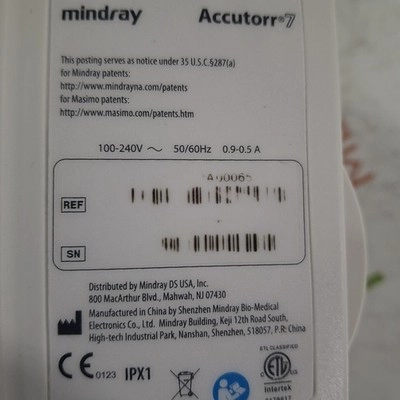 mindray Accutorr®7
This posting serves as notice under 35 U.S.C.§287(a)
for Mindray patents:
http://www.mindrayna.com/patents
for Masimo patents:
http://www.masimo.com/patents.htm
100-240V ~ 50/60Hz 0.9-0.5 A
REF
SN
Distributed by Mindray DS USA, Inc.
800 MacArthur Blvd., Mahwah, NJ 07430
Manufactured in China by Shenzhen Mindray Bio-Medical
Electronics Co., Ltd. Mindray Building, Keji 12th Road South,
High-tech Industrial Park, Nanshan, Shenzhen, 518057, P.R. China
ETL CLASSIFIED
CE 0123 IPX1 ETL
Intertek